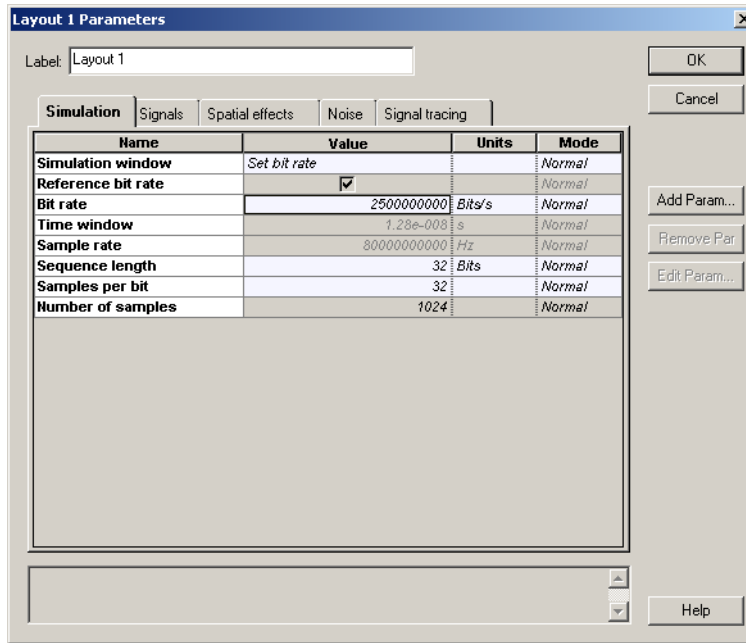 Layout 1 Parameters
Label: Layout 1
OK
Cancel
Simulation Signals Spatial effects Noise Signal tracing
Name Value Units Mode
Simulation window Set bit rate Normal
Reference bit rate Normal
Bit rate 2500000000 Bits/s Normal
Time window 1.28e-008 s Normal
Sample rate 80000000000 Hz Normal
Sequence length 32 Bits Normal
Samples per bit 32 Normal
Number of samples 1024 Normal
Add Param...
Remove Par
Edit Param...
Help